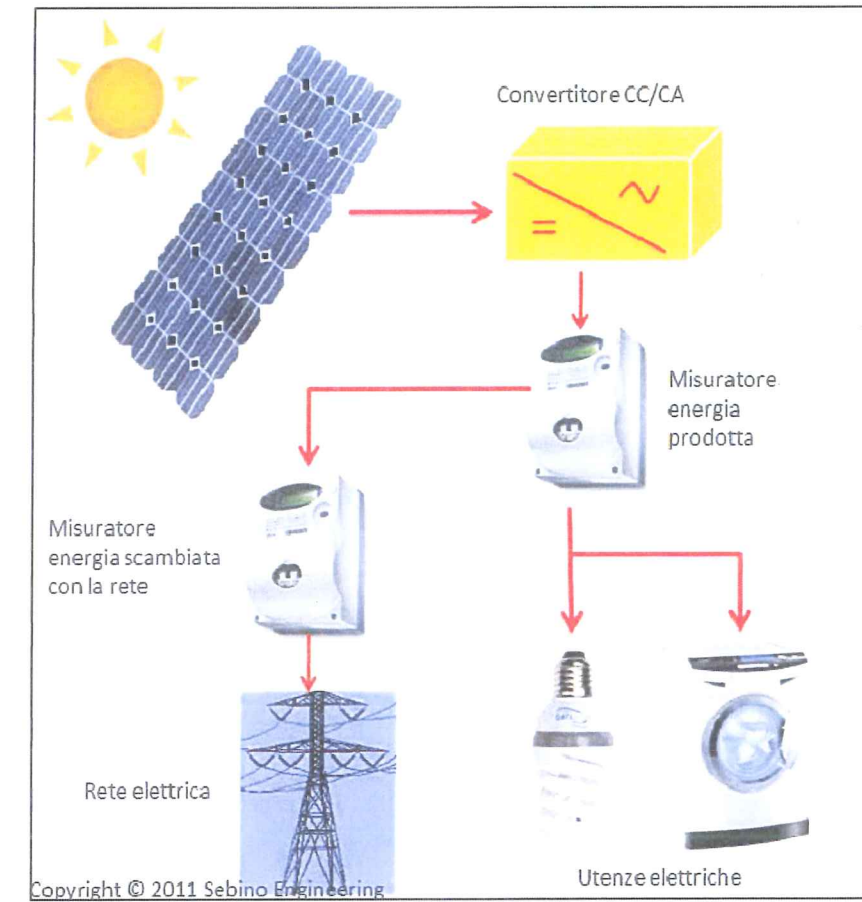 Convertitore CC/CA
= ~
Misuratore
energia
prodotta
Misuratore
energia scambiata
con la rete
Rete elettrica
Utenze elettriche
Copyright © 2011 Sebino Engineering